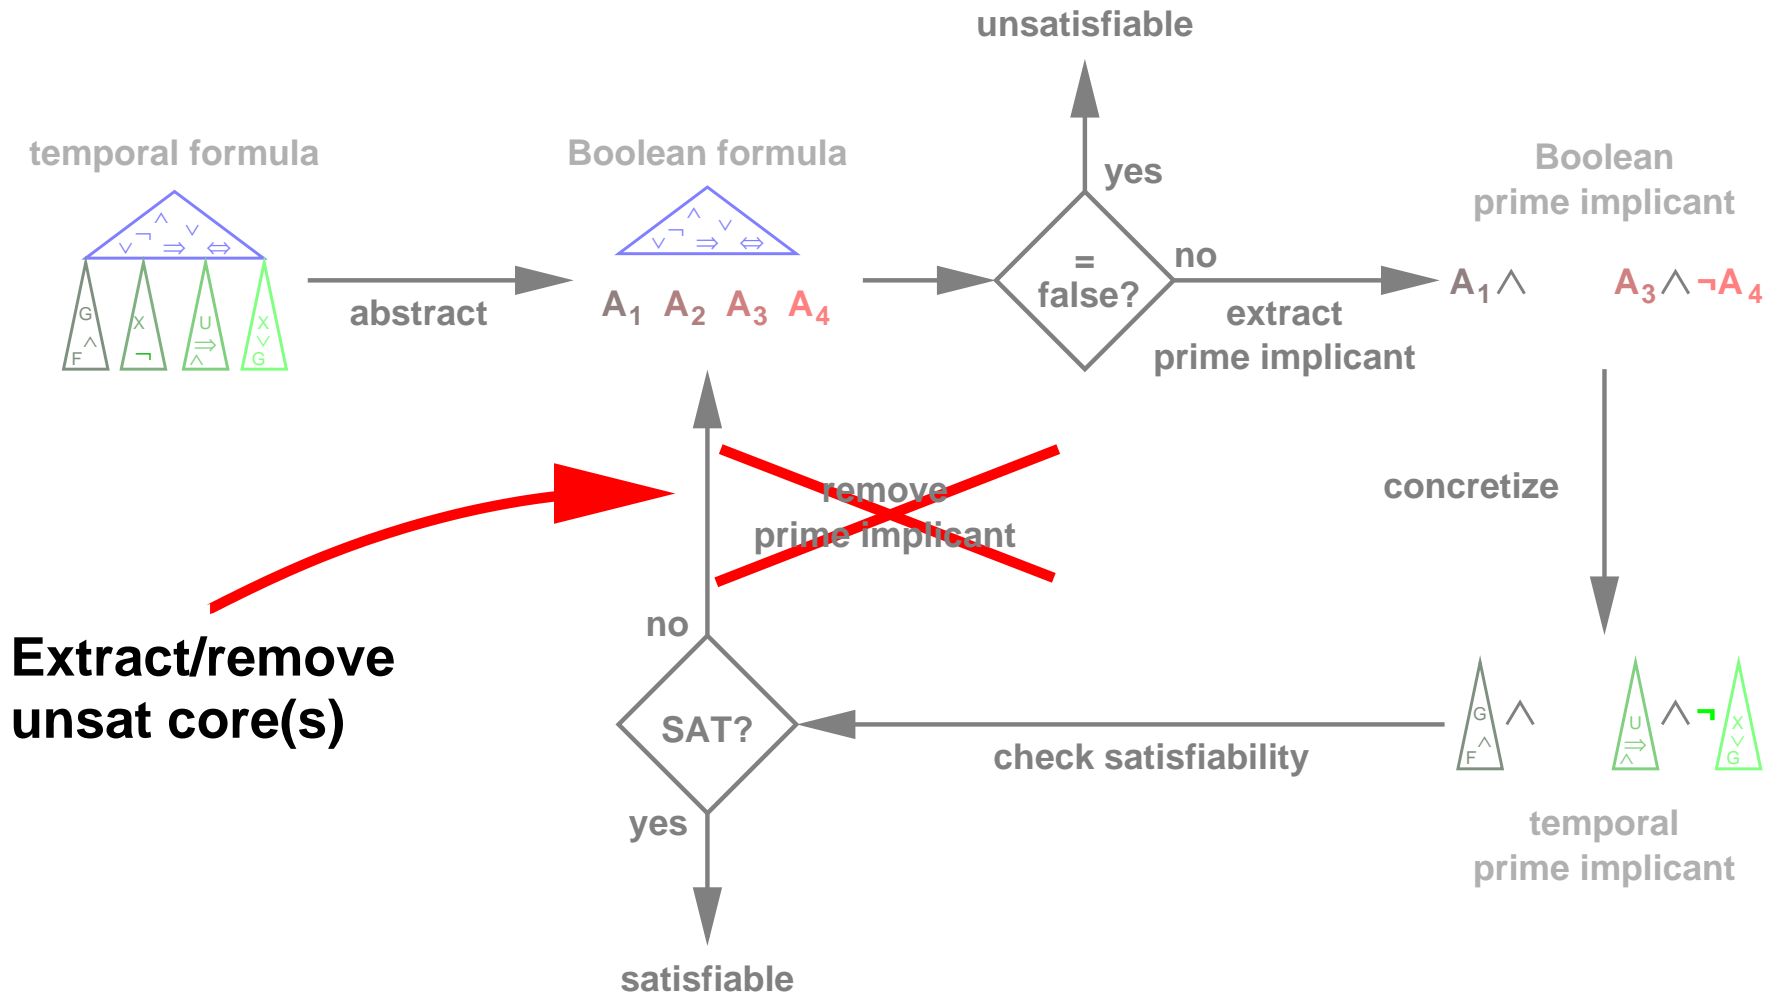 unsatisfiable
temporal formula
Boolean formula
yes
Boolean
prime implicant
∧
∨ ¬ ⇒ ∨ ⇔
∧
∨ ¬ ⇒ ∨ ⇔
G ∧ F
X ¬
U ⇒ ∧
X ∨ G
abstract
A1 A2 A3 A4
=
false?
no
extract
prime implicant
A1 ∧ A3 ∧ ¬A4
remove
prime implicant
concretize
no
Extract/remove
unsat core(s)
SAT?
check satisfiability
G ∧ F ∧
U ⇒ ∧ ∧ ¬ X ∨ G
yes
temporal
prime implicant
satisfiable